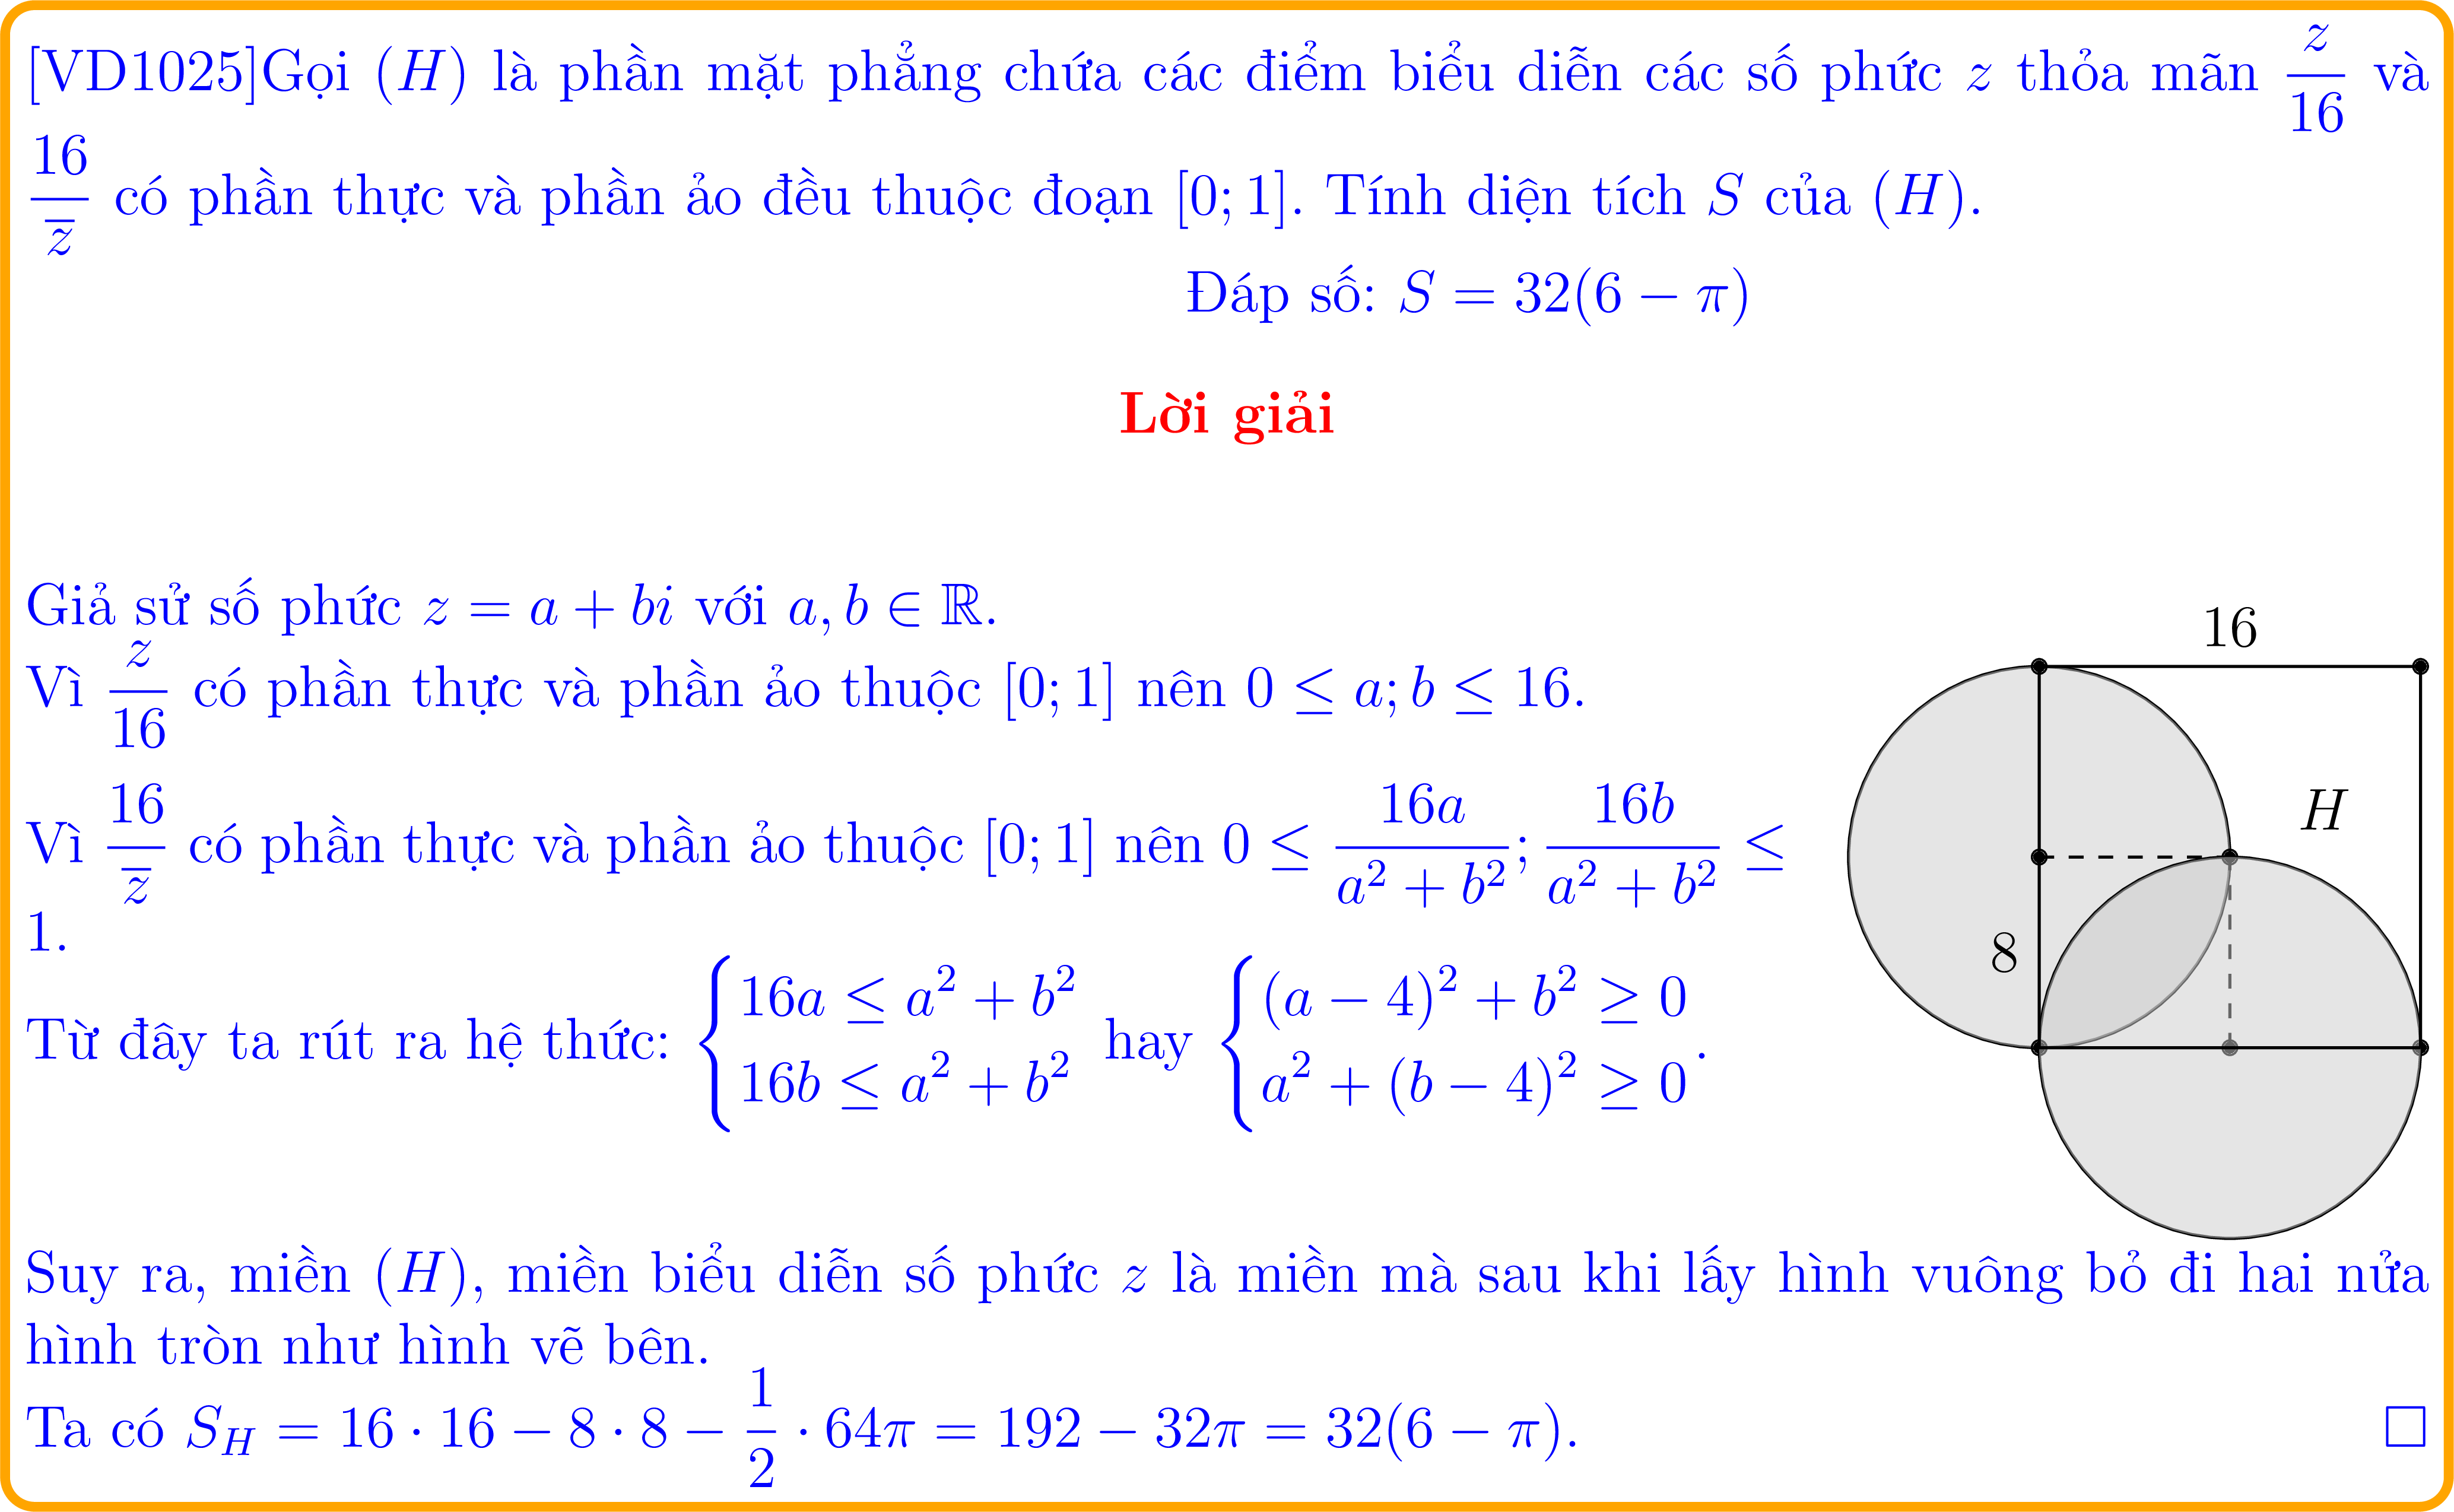 [VD1025]Gọi $(H)$ là phần mặt phẳng chứa các điểm biểu diễn các số phức $z$ thỏa mãn $\dfrac{z}{16}$ và
$\dfrac{16}{\overline{z}}$ có phần thực và phần ảo đều thuộc đoạn $[0; 1]$. Tính diện tích $S$ của $(H)$.
Đáp số: $S = 32(6 - \pi)$
Lời giải
Giả sử số phức $z = a + bi$ với $a, b \in \mathbb{R}$.
Vì $\dfrac{z}{16}$ có phần thực và phần ảo thuộc $[0; 1]$ nên $0 \leq a; b \leq 16$.
Vì $\dfrac{16}{\overline{z}}$ có phần thực và phần ảo thuộc $[0; 1]$ nên $0 \leq \dfrac{16a}{a^2 + b^2}; \dfrac{16b}{a^2 + b^2} \leq$
$1$.
Từ đây ta rút ra hệ thức: $\begin{cases} 16a \leq a^2 + b^2 \\ 16b \leq a^2 + b^2 \end{cases}$ hay $\begin{cases} (a - 4)^2 + b^2 \geq 0 \\ a^2 + (b - 4)^2 \geq 0 \end{cases}$.
16
H
8
Suy ra, miền $(H)$, miền biểu diễn số phức $z$ là miền mà sau khi lấy hình vuông bỏ đi hai nửa
hình tròn như hình vẽ bên.
Ta có $S_H = 16 \cdot 16 - 8 \cdot 8 - \dfrac{1}{2} \cdot 64\pi = 192 - 32\pi = 32(6 - \pi)$. □